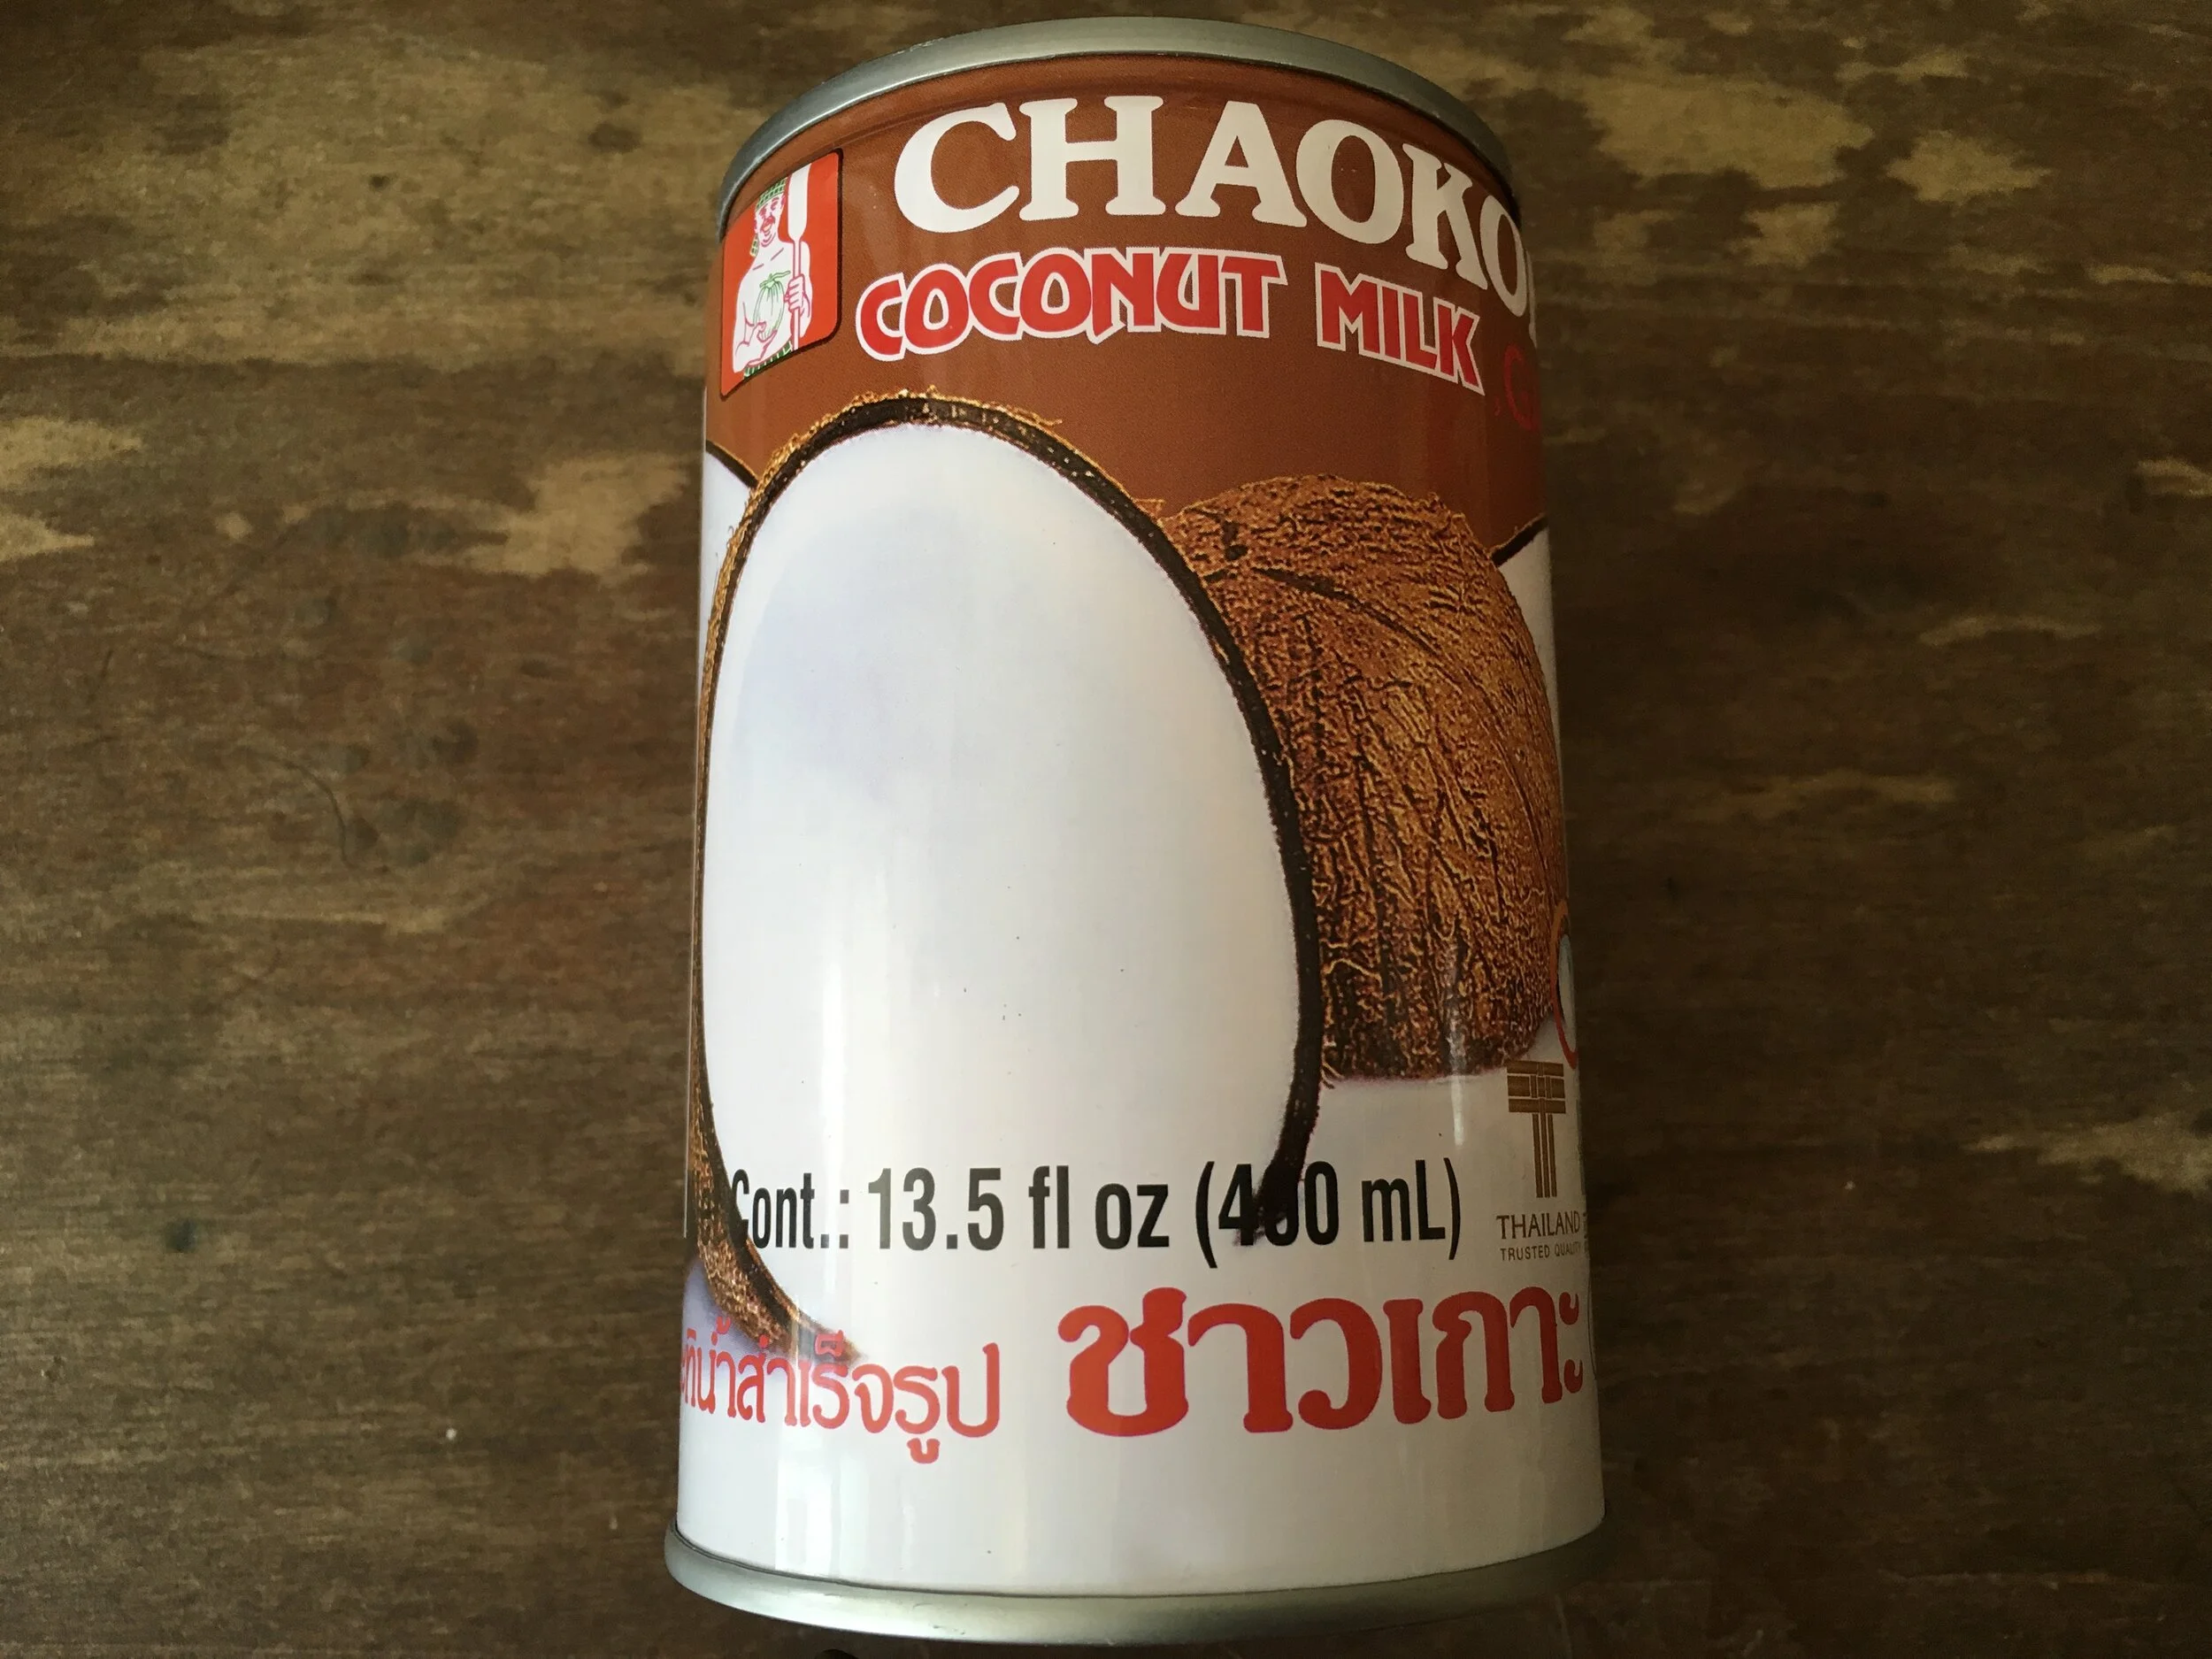 CHAOKO
COCONUT MILK
Cont.: 13.5 fl oz (400 mL)
THAILAND
TRUSTED QUALITY
กะทิน้ำสำเร็จรูป ชาวเกาะ